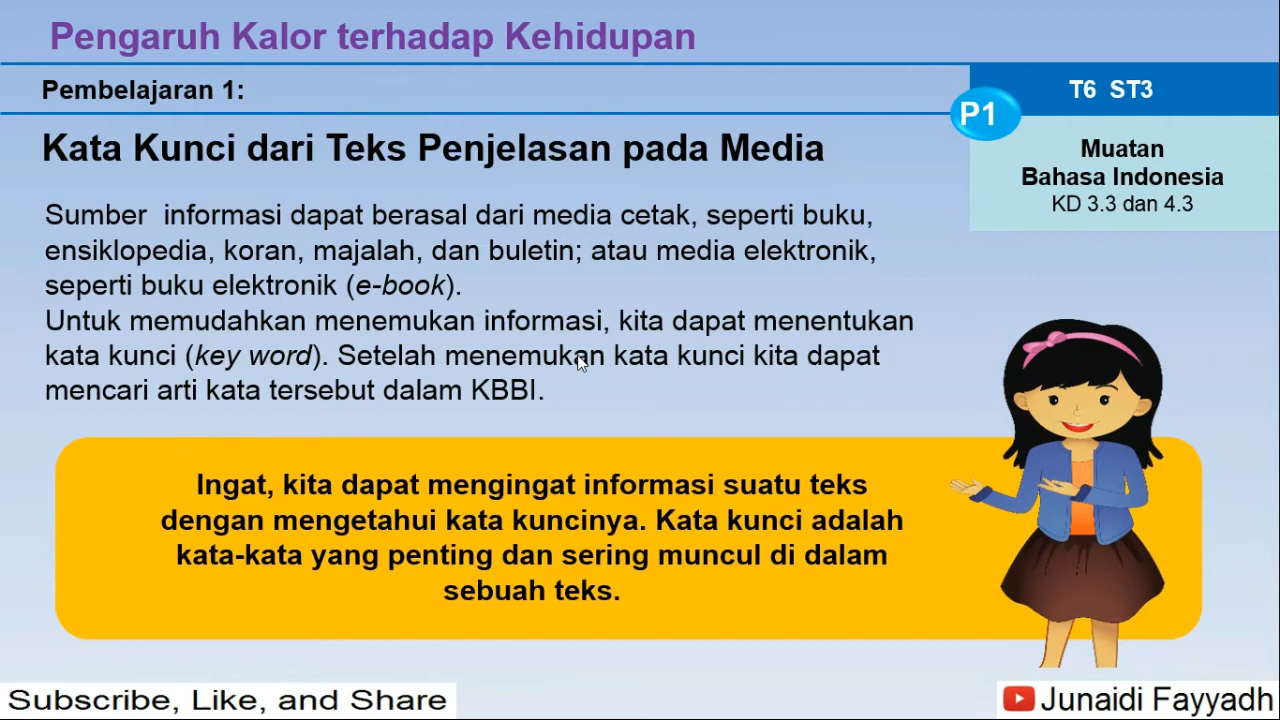 Pengaruh Kalor terhadap Kehidupan
Pembelajaran 1:
T6 ST3
P1
Kata Kunci dari Teks Penjelasan pada Media
Muatan
Bahasa Indonesia
KD 3.3 dan 4.3
Sumber informasi dapat berasal dari media cetak, seperti buku,
ensiklopedia, koran, majalah, dan buletin; atau media elektronik,
seperti buku elektronik (e-book).
Untuk memudahkan menemukan informasi, kita dapat menentukan
kata kunci (key word). Setelah menemukan kata kunci kita dapat
mencari arti kata tersebut dalam KBBI.
Ingat, kita dapat mengingat informasi suatu teks
dengan mengetahui kata kuncinya. Kata kunci adalah
kata-kata yang penting dan sering muncul di dalam
sebuah teks.
Subscribe, Like, and Share
Junaidi Fayyadh